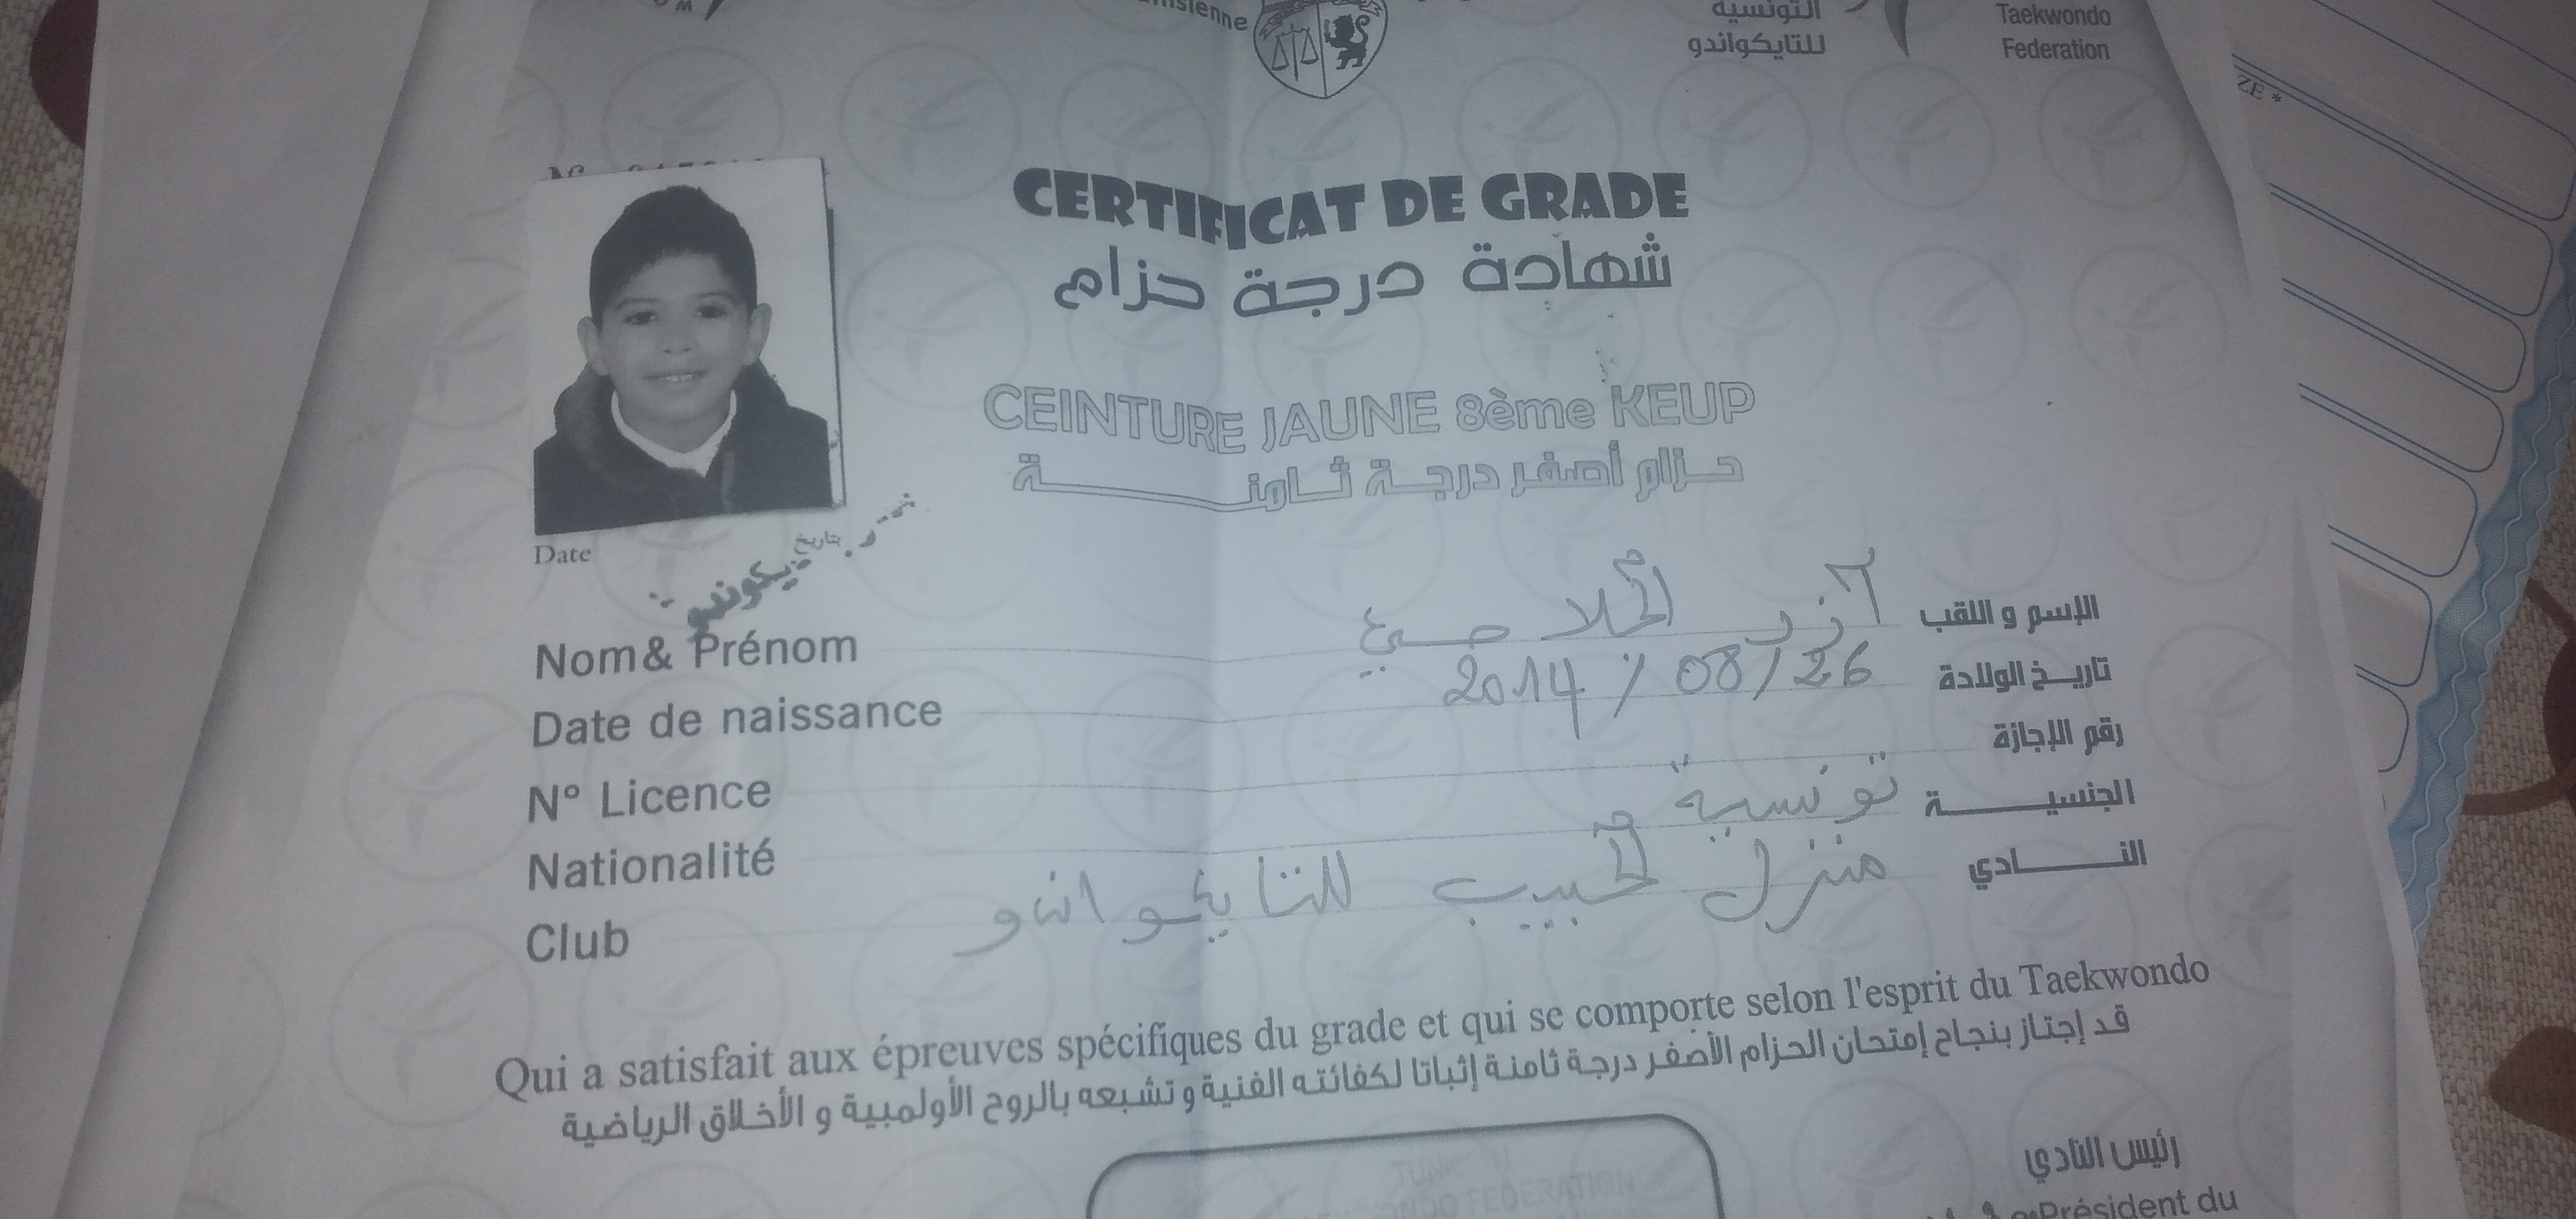 التونسية
للتايكواندو
Taekwondo
Federation
ZE *
CERTIFICAT DE GRADE
شهادة درجة حزام
CEINTURE JAUNE 8ème KEUP
حزام أصفر درجة ثامنة
Date بتاريخ
Nom& Prénom الإسم و اللقب
Date de naissance 2014 / 08 / 26 تاريخ الولادة
N° Licence رقم الإجازة
Nationalité تونسية الجنسية
Club منزل الحبيب للتايكواندو النادي
Qui a satisfait aux épreuves spécifiques du grade et qui se comporte selon l'esprit du Taekwondo
قد إجتاز بنجاح إمتحان الحزام الأصفر درجة ثامنة إثباتا لكفائته الفنية و تشبعه بالروح الأولمبية و الأخلاق الرياضية
رئيس النادي
Président du
FEDERATION